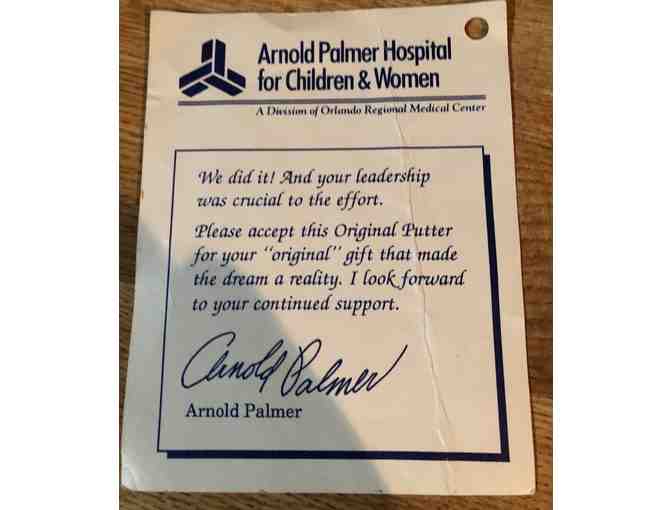 Arnold Palmer Hospital
for Children & Women
A Division of Orlando Regional Medical Center
We did it! And your leadership
was crucial to the effort.
Please accept this Original Putter
for your "original" gift that made
the dream a reality. I look forward
to your continued support.
Arnold Palmer
Arnold Palmer